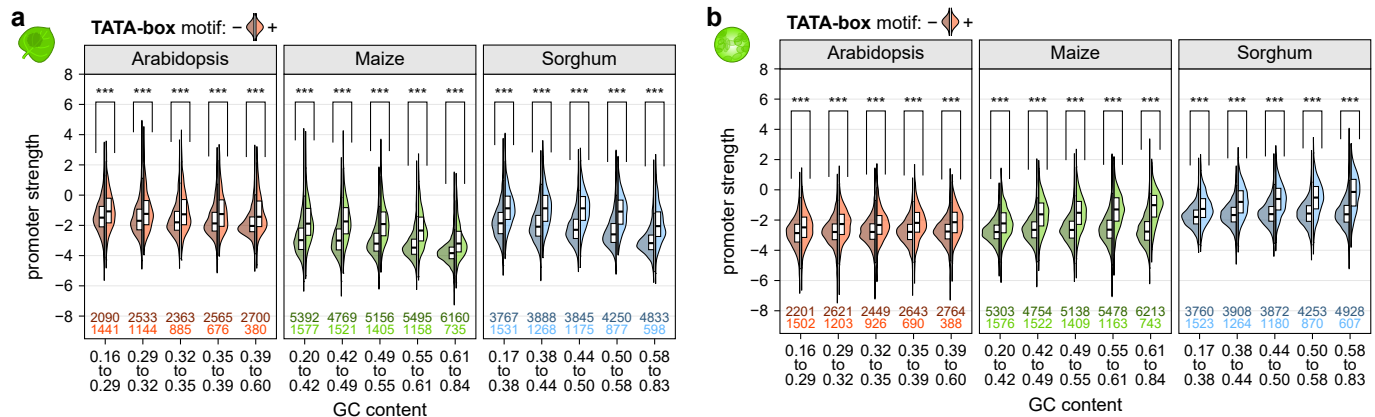 a
TATA-box motif: − +
Arabidopsis Maize Sorghum
8
6
4
2
0
−2
−4
−6
−8
promoter strength
*** *** *** *** *** *** *** *** *** *** *** *** *** *** ***
2090 2533 2363 2565 2700 5392 4769 5156 5495 6160 3767 3888 3845 4250 4833
1441 1144 885 676 380 1577 1521 1405 1158 735 1531 1268 1175 877 598
0.16 0.29 0.32 0.35 0.39 0.20 0.42 0.49 0.55 0.61 0.17 0.38 0.44 0.50 0.58
to to to to to to to to to to to to to to to
0.29 0.32 0.35 0.39 0.60 0.42 0.49 0.55 0.61 0.84 0.38 0.44 0.50 0.58 0.83
GC content
b
TATA-box motif: − +
Arabidopsis Maize Sorghum
8
6
4
2
0
−2
−4
−6
−8
promoter strength
*** *** *** *** *** *** *** *** *** *** *** *** *** *** ***
2201 2621 2449 2643 2764 5303 4754 5138 5478 6213 3760 3908 3872 4253 4928
1502 1203 926 690 388 1576 1522 1409 1163 743 1523 1264 1180 870 607
0.16 0.29 0.32 0.35 0.39 0.20 0.42 0.49 0.55 0.61 0.17 0.38 0.44 0.50 0.58
to to to to to to to to to to to to to to to
0.29 0.32 0.35 0.39 0.60 0.42 0.49 0.55 0.61 0.84 0.38 0.44 0.50 0.58 0.83
GC content